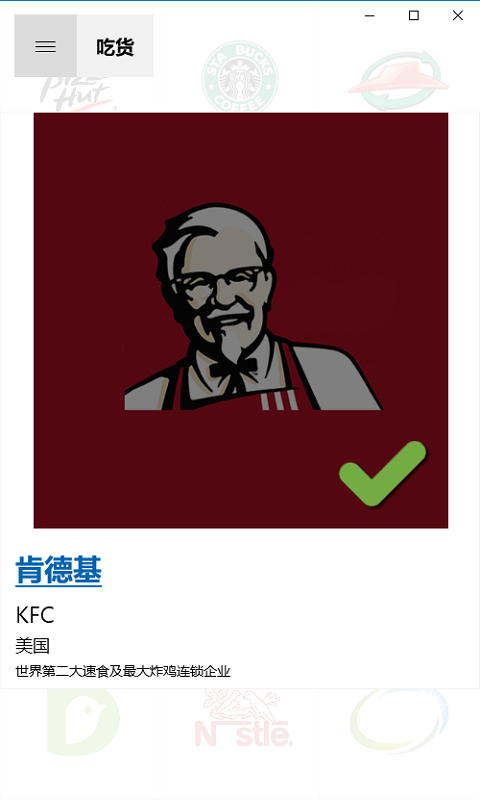 吃货
Pizza
Hut
STARBUCKS
COFFEE
肯德基
KFC
美国
世界第二大速食及最大炸鸡连锁企业
Nestlé